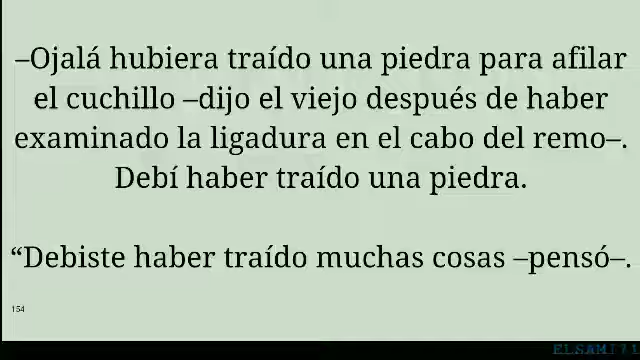 –Ojalá hubiera traído una piedra para afilar
el cuchillo –dijo el viejo después de haber
examinado la ligadura en el cabo del remo–.
Debí haber traído una piedra.
“Debiste haber traído muchas cosas –pensó–.
154
ELSAMI71